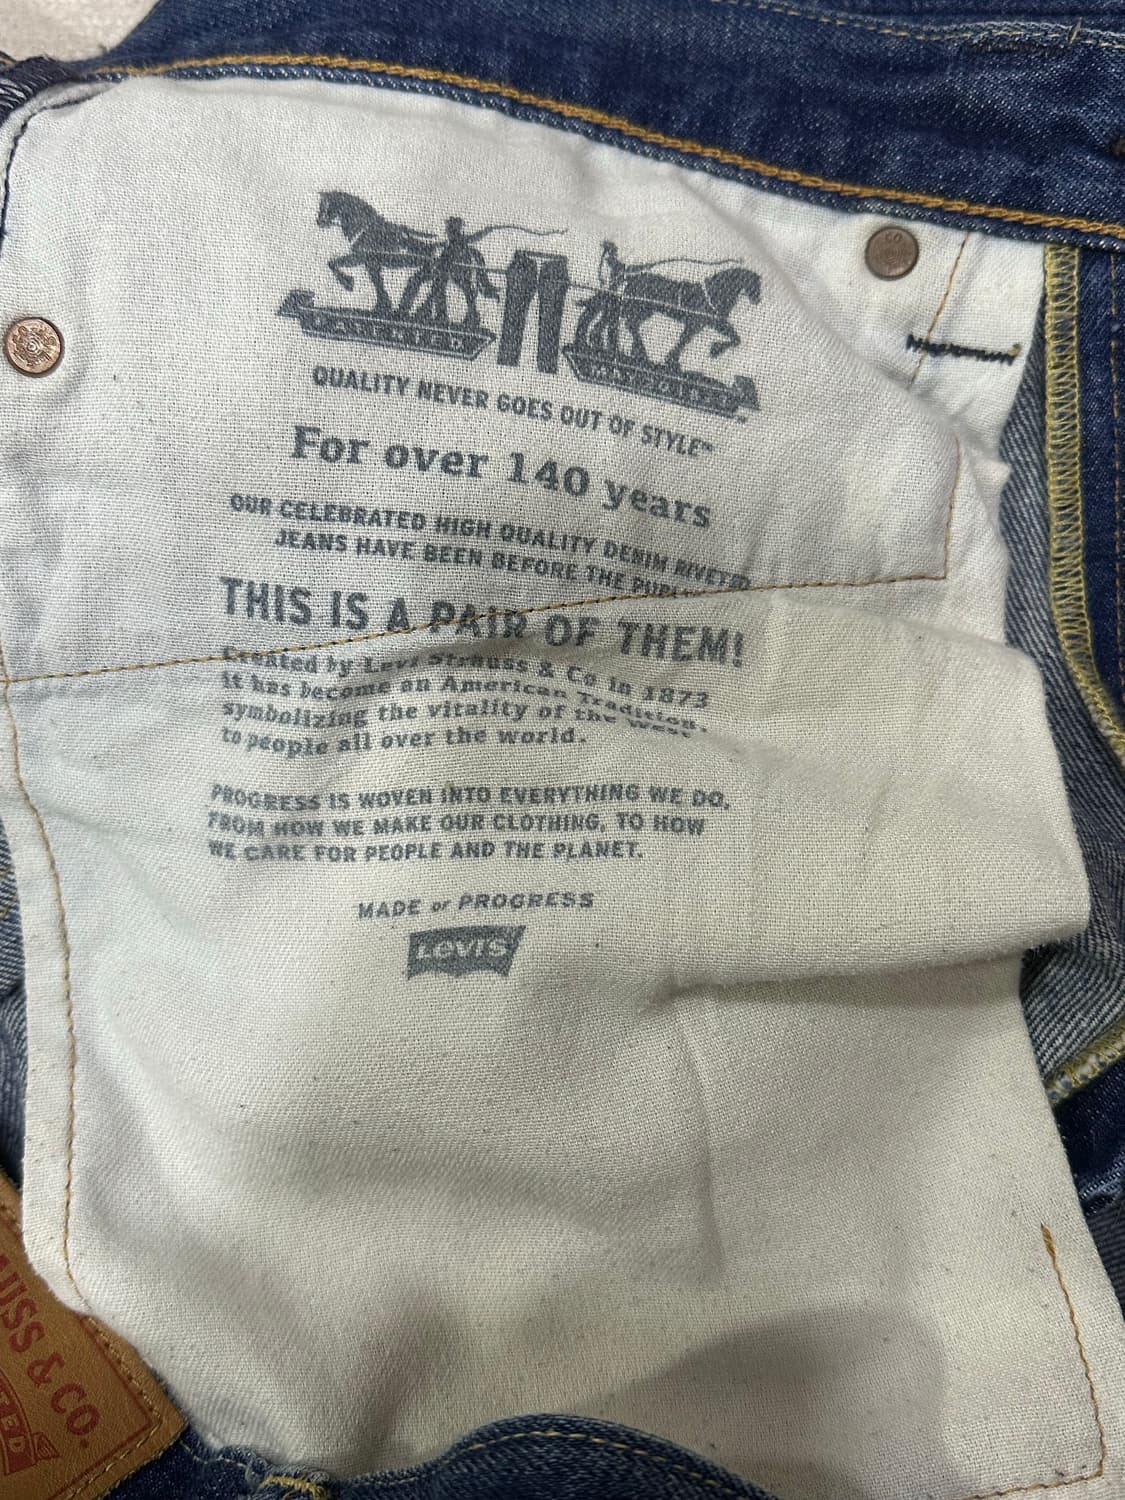 QUALITY NEVER GOES OUT OF STYLE™
For over 140 years
OUR CELEBRATED HIGH QUALITY DENIM RIVETED
JEANS HAVE BEEN BEFORE THE
THIS IS A PAIR OF THEM!
Created by Levi Strauss & Co in 1873
it has become an American Tradition,
symbolizing the vitality of the West
to people all over the world.
PROGRESS IS WOVEN INTO EVERYTHING WE DO,
FROM HOW WE MAKE OUR CLOTHING, TO HOW
WE CARE FOR PEOPLE AND THE PLANET.
MADE OF PROGRESS
LEVI'S
USS & CO.